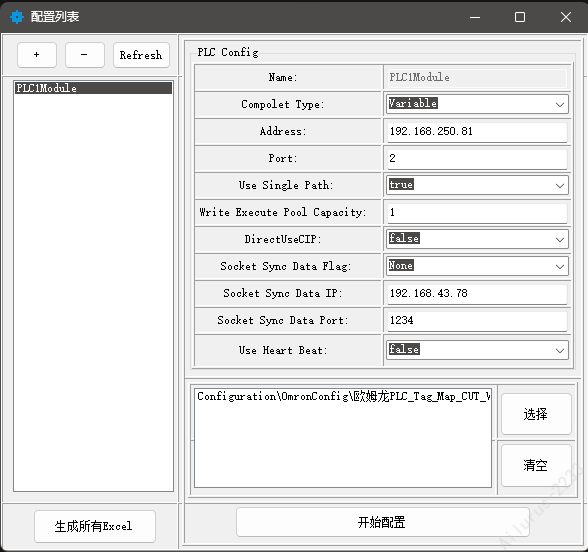 配置列表
+ - Refresh
PLC1Module
生成所有Excel
PLC Config
Name: PLC1Module
Compolet Type: Variable
Address: 192.168.250.81
Port: 2
Use Single Path: true
Write Execute Pool Capacity: 1
DirectUseCIP: false
Socket Sync Data Flag: None
Socket Sync Data IP: 192.168.43.78
Socket Sync Data Port: 1234
Use Heart Beat: false
Configuration\OmronConfig\欧姆龙PLC_Tag_Map_CUT_V
选择
清空
开始配置
Ailurus-2233